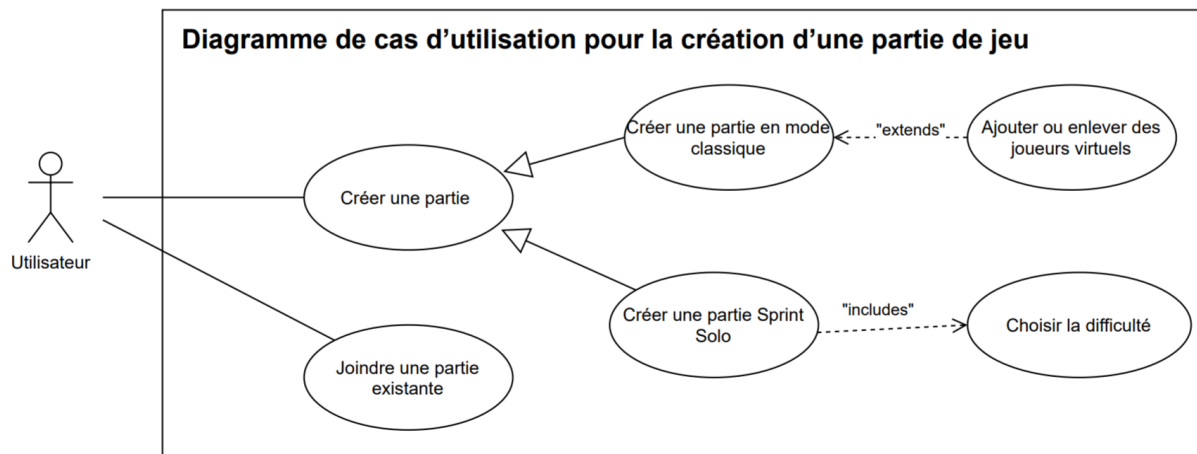 Diagramme de cas d’utilisation pour la création d’une partie de jeu
Créer une partie en mode
classique
"extends"
Ajouter ou enlever des
joueurs virtuels
Créer une partie
Utilisateur
Créer une partie Sprint
Solo
"includes"
Choisir la difficulté
Joindre une partie
existante